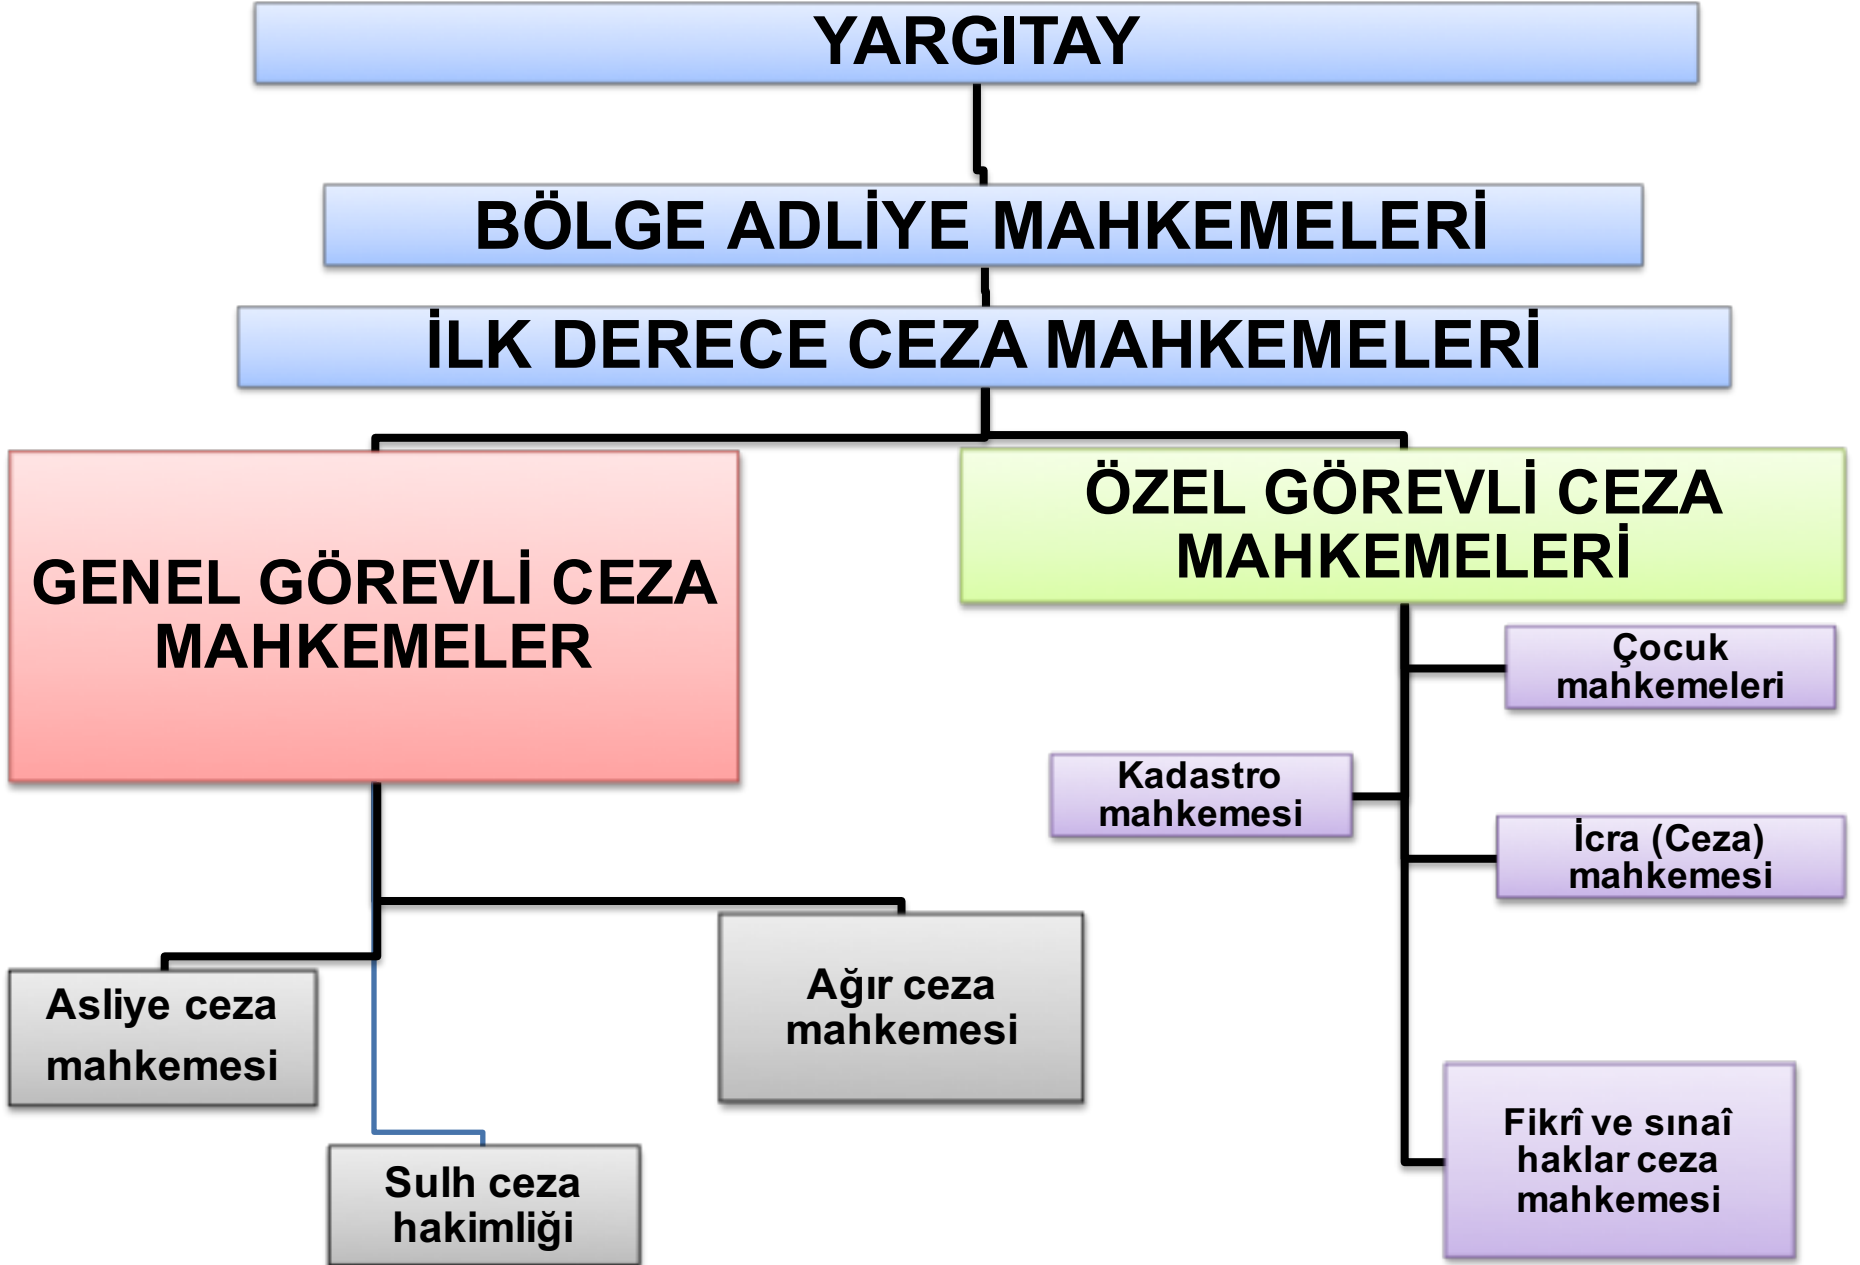 YARGITAY
BÖLGE ADLİYE MAHKEMELERİ
İLK DERECE CEZA MAHKEMELERİ
GENEL GÖREVLİ CEZA
MAHKEMELER
ÖZEL GÖREVLİ CEZA
MAHKEMELERİ
Çocuk
mahkemeleri
Kadastro
mahkemesi
İcra (Ceza)
mahkemesi
Asliye ceza
mahkemesi
Ağır ceza
mahkemesi
Sulh ceza
hakimliği
Fikrî ve sınaî
haklar ceza
mahkemesi